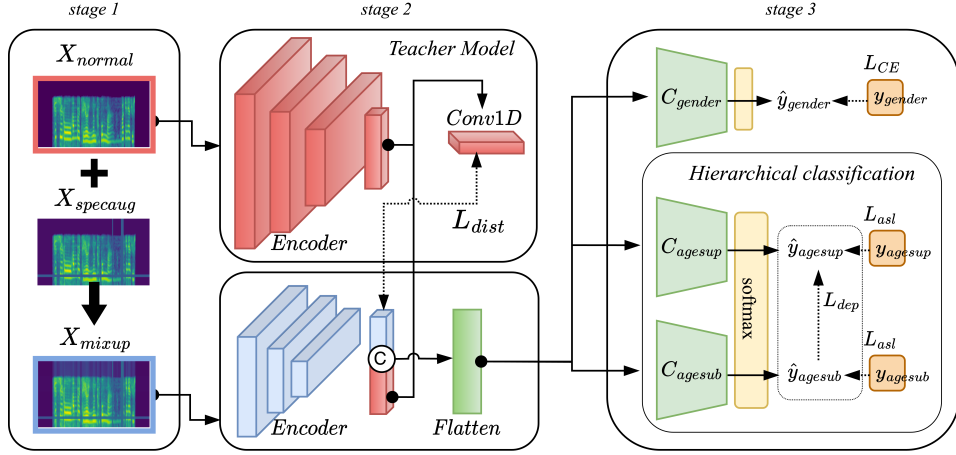 stage 1
X_normal
X_specaug
X_mixup
stage 2
Teacher Model
Conv1D
Encoder
L_dist
C
Encoder
Flatten
stage 3
C_gender
ŷ_gender
L_CE
y_gender
Hierarchical classification
C_agesup
softmax
ŷ_agesup
L_asl
y_agesup
L_dep
C_agesub
ŷ_agesub
L_asl
y_agesub